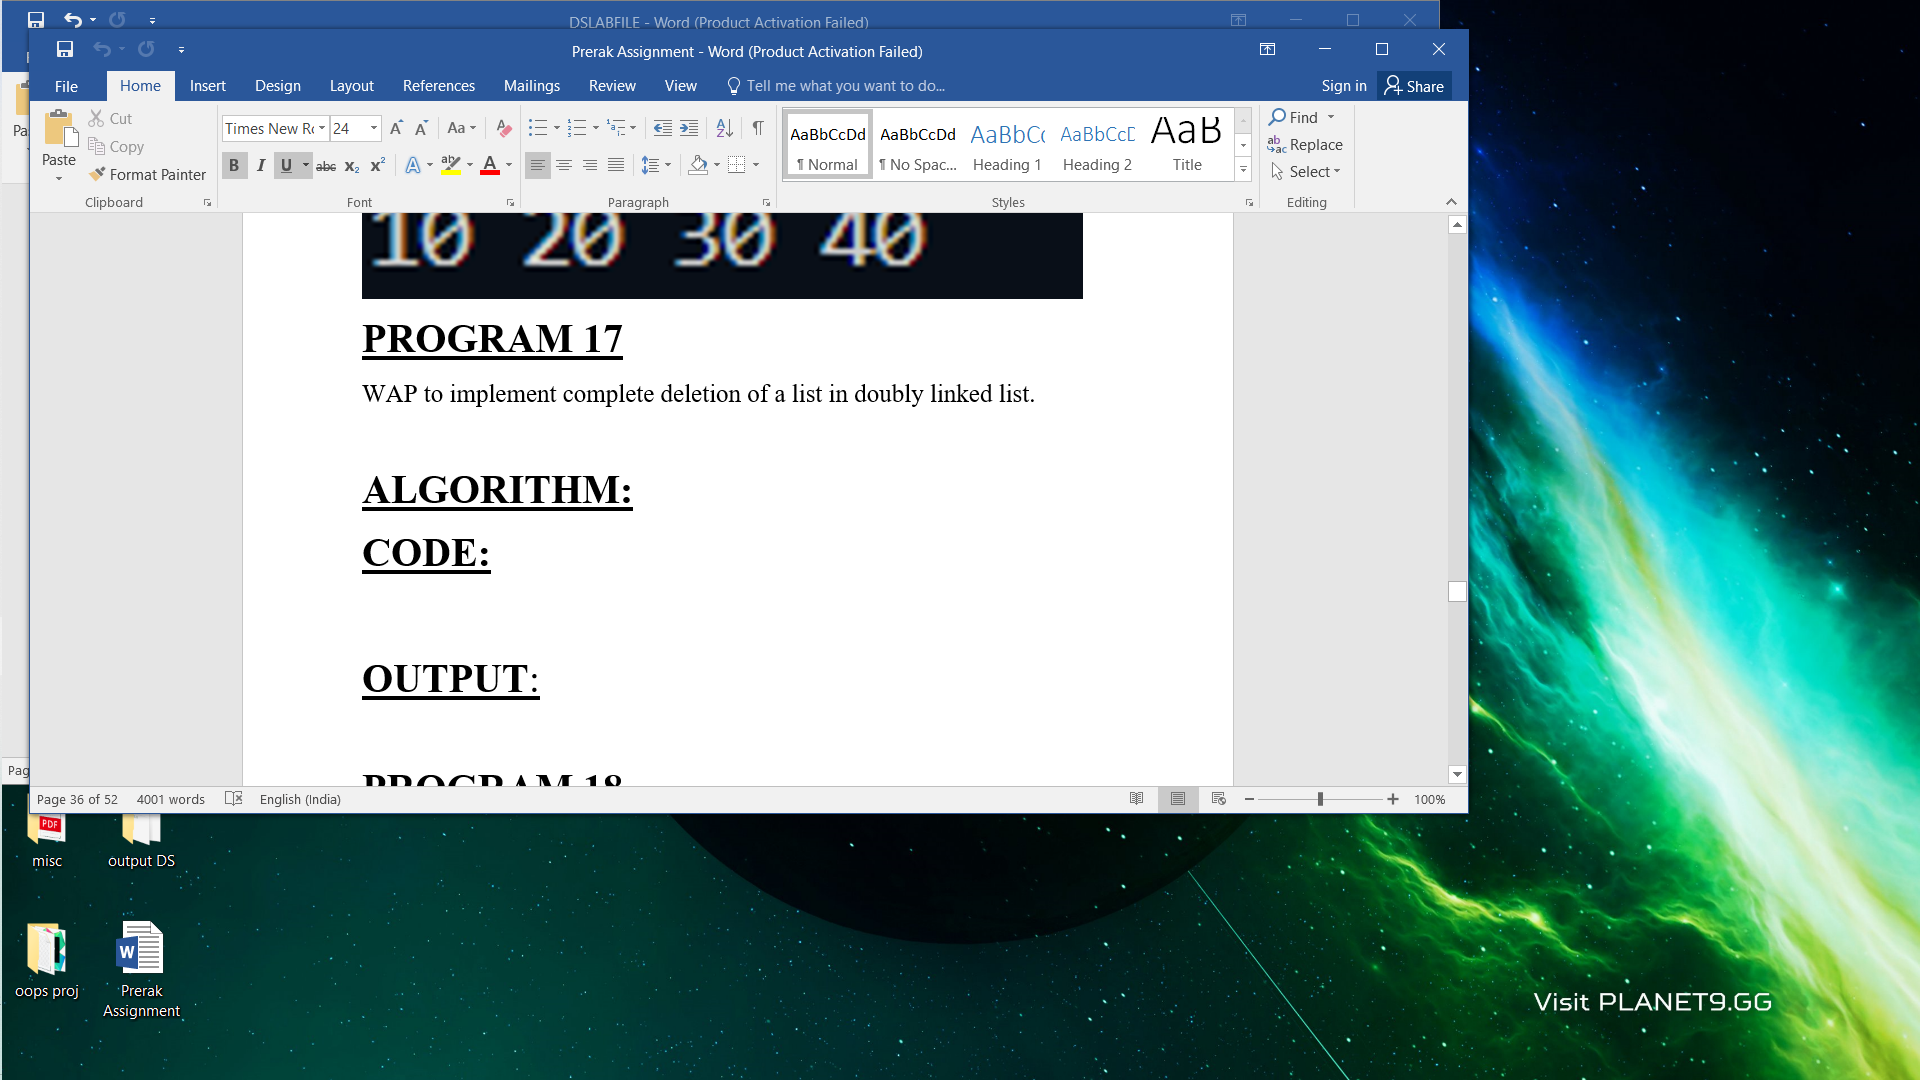 DSLABFILE - Word (Product Activation Failed)
Prerak Assignment - Word (Product Activation Failed)
File Home Insert Design Layout References Mailings Review View Tell me what you want to do... Sign in Share
Paste
Cut
Copy
Format Painter
Clipboard
Times New Ro 24 Aa
B I U abc x₂ x² A ab A
Font
Paragraph
AaBbCcDd AaBbCcDd AaBbCc AaBbCcD AaB
¶ Normal ¶ No Spac... Heading 1 Heading 2 Title
Styles
Find
Replace
Select
Editing
10 20 30 40
PROGRAM 17
WAP to implement complete deletion of a list in doubly linked list.
ALGORITHM:
CODE:
OUTPUT:
PROGRAM 18
Pag
Page 36 of 52 4001 words English (India) 100%
PDF
misc
output DS
W
oops proj
Prerak
Assignment
Visit PLANET9.GG